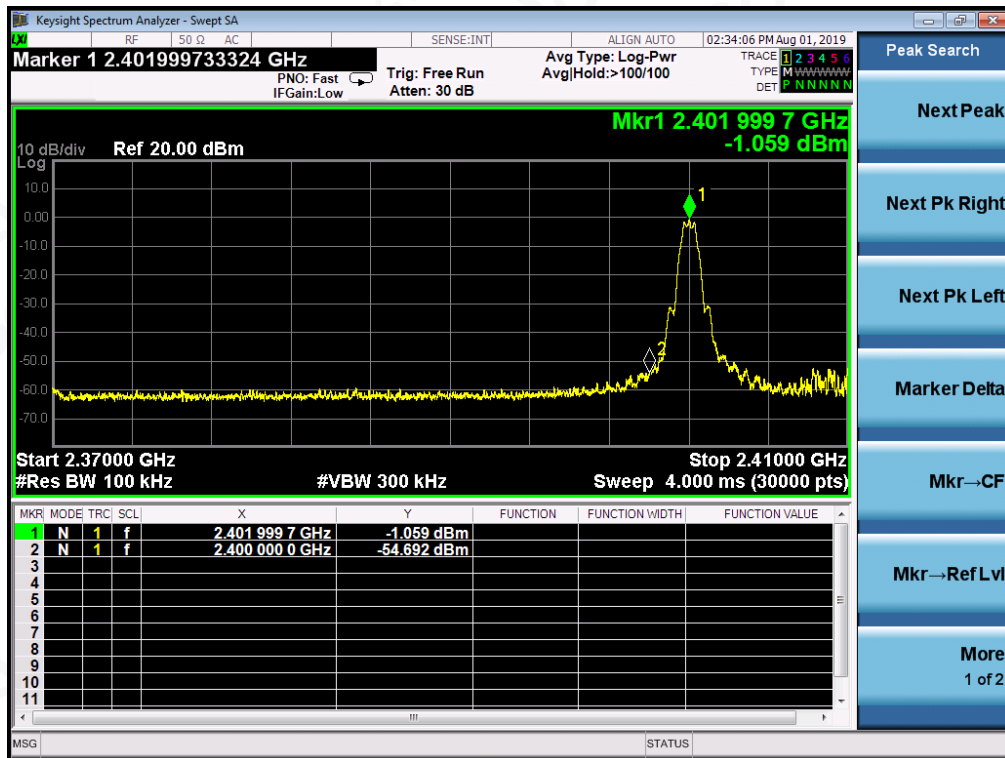 Keysight Spectrum Analyzer - Swept SA
LXI RF 50 Ω AC SENSE:INT ALIGN AUTO 02:34:06 PM Aug 01, 2019
Marker 1 2.401999733324 GHz
PNO: Fast
IFGain:Low
Trig: Free Run
Atten: 30 dB
Avg Type: Log-Pwr
Avg|Hold:>100/100
TRACE 1 2 3 4 5 6
TYPE M WWWWW
DET P N N N N N
Peak Search
Mkr1 2.401 999 7 GHz
-1.059 dBm
10 dB/div Ref 20.00 dBm
Log
10.0
0.00
-10.0
-20.0
-30.0
-40.0
-50.0
-60.0
-70.0
1
2
Start 2.37000 GHz Stop 2.41000 GHz
#Res BW 100 kHz #VBW 300 kHz Sweep 4.000 ms (30000 pts)
MKR MODE TRC SCL X Y FUNCTION FUNCTION WIDTH FUNCTION VALUE
1 N 1 f 2.401 999 7 GHz -1.059 dBm
2 N 1 f 2.400 000 0 GHz -54.692 dBm
3
4
5
6
7
8
9
10
11
MSG STATUS
Next Peak
Next Pk Right
Next Pk Left
Marker Delta
Mkr→CF
Mkr→Ref Lvl
More
1 of 2